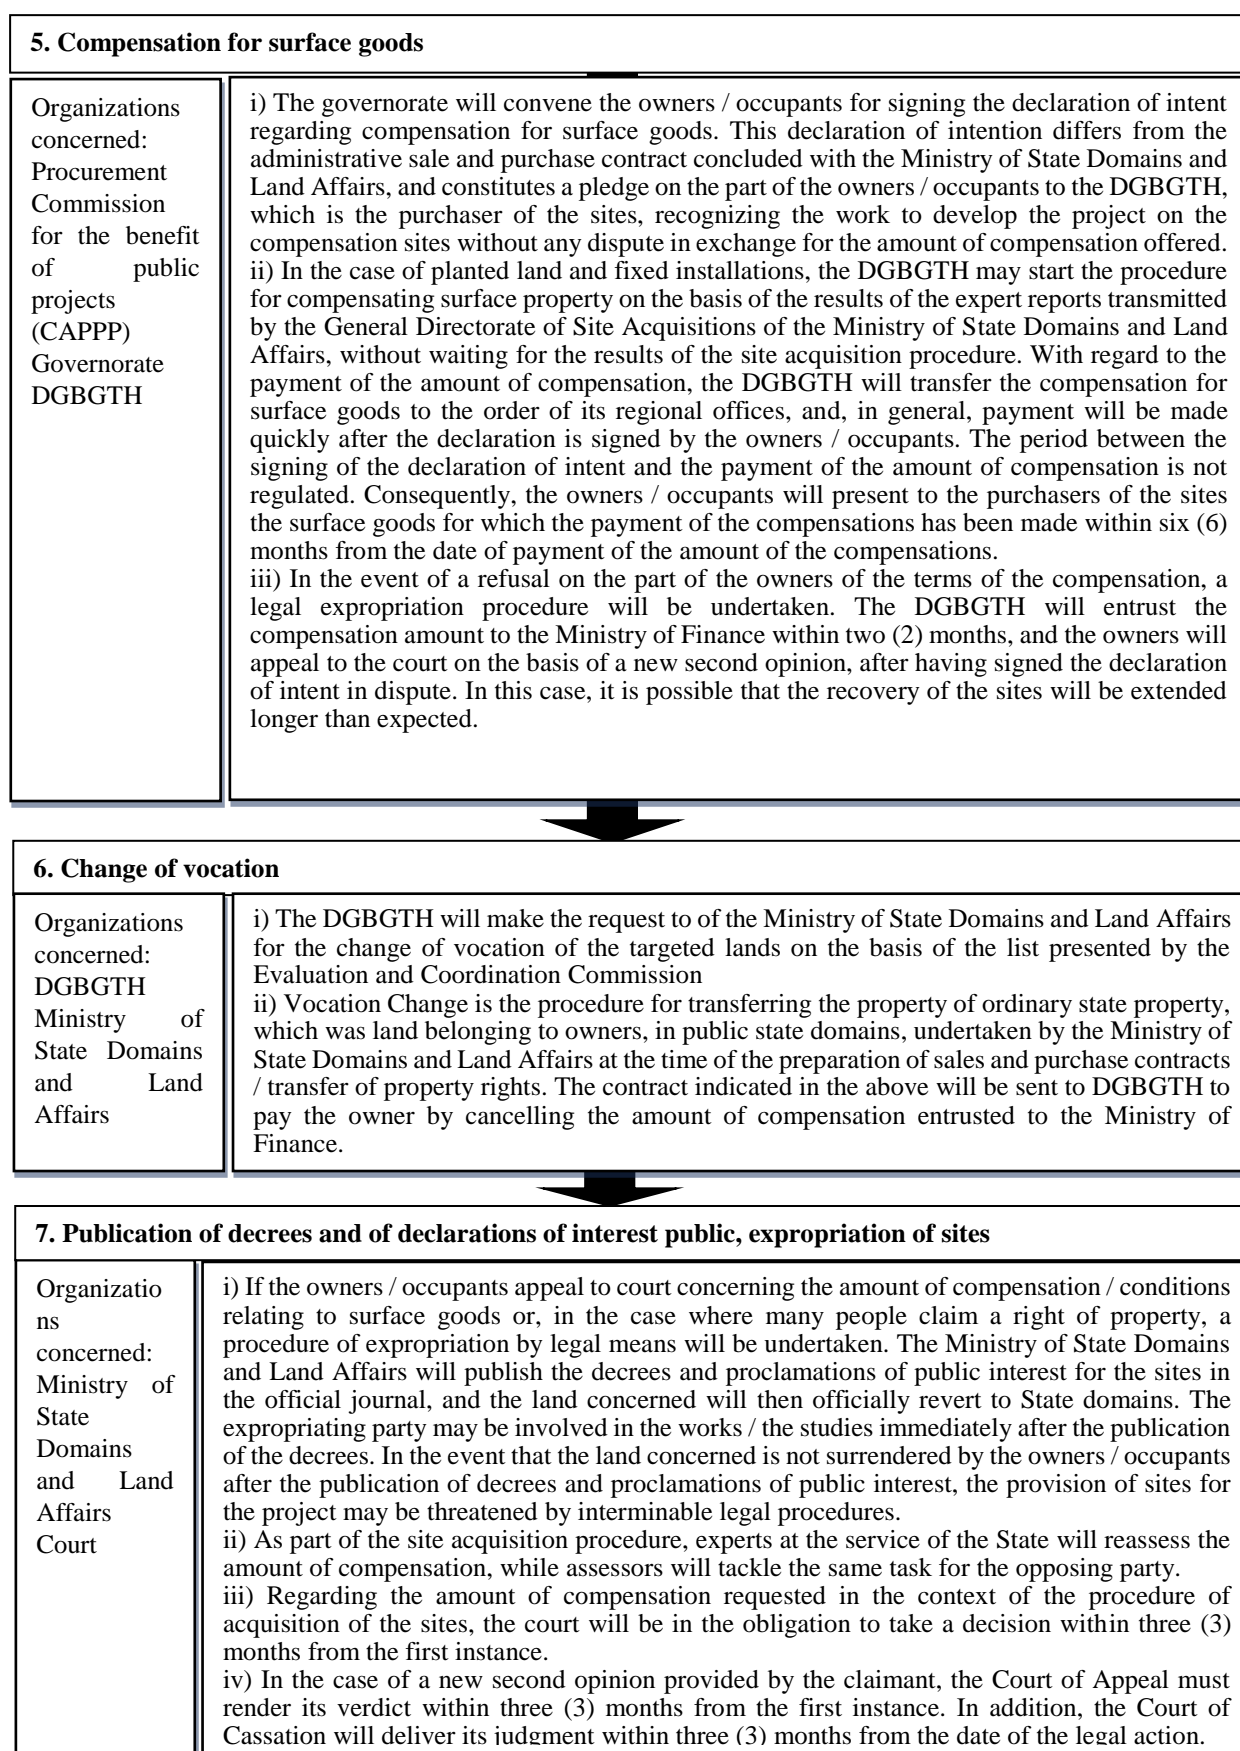 5. Compensation for surface goods
Organizations
concerned:
Procurement
Commission
for the benefit
of public
projects
(CAPPP)
Governorate
DGBGTH
i) The governorate will convene the owners / occupants for signing the declaration of intent
regarding compensation for surface goods. This declaration of intention differs from the
administrative sale and purchase contract concluded with the Ministry of State Domains and
Land Affairs, and constitutes a pledge on the part of the owners / occupants to the DGBGTH,
which is the purchaser of the sites, recognizing the work to develop the project on the
compensation sites without any dispute in exchange for the amount of compensation offered.
ii) In the case of planted land and fixed installations, the DGBGTH may start the procedure
for compensating surface property on the basis of the results of the expert reports transmitted
by the General Directorate of Site Acquisitions of the Ministry of State Domains and Land
Affairs, without waiting for the results of the site acquisition procedure. With regard to the
payment of the amount of compensation, the DGBGTH will transfer the compensation for
surface goods to the order of its regional offices, and, in general, payment will be made
quickly after the declaration is signed by the owners / occupants. The period between the
signing of the declaration of intent and the payment of the amount of compensation is not
regulated. Consequently, the owners / occupants will present to the purchasers of the sites
the surface goods for which the payment of the compensations has been made within six (6)
months from the date of payment of the amount of the compensations.
iii) In the event of a refusal on the part of the owners of the terms of the compensation, a
legal expropriation procedure will be undertaken. The DGBGTH will entrust the
compensation amount to the Ministry of Finance within two (2) months, and the owners will
appeal to the court on the basis of a new second opinion, after having signed the declaration
of intent in dispute. In this case, it is possible that the recovery of the sites will be extended
longer than expected.
6. Change of vocation
Organizations
concerned:
DGBGTH
Ministry of
State Domains
and Land
Affairs
i) The DGBGTH will make the request to of the Ministry of State Domains and Land Affairs
for the change of vocation of the targeted lands on the basis of the list presented by the
Evaluation and Coordination Commission
ii) Vocation Change is the procedure for transferring the property of ordinary state property,
which was land belonging to owners, in public state domains, undertaken by the Ministry of
State Domains and Land Affairs at the time of the preparation of sales and purchase contracts
/ transfer of property rights. The contract indicated in the above will be sent to DGBGTH to
pay the owner by cancelling the amount of compensation entrusted to the Ministry of
Finance.
7. Publication of decrees and of declarations of interest public, expropriation of sites
Organizatio
ns
concerned:
Ministry of
State
Domains
and Land
Affairs
Court
i) If the owners / occupants appeal to court concerning the amount of compensation / conditions
relating to surface goods or, in the case where many people claim a right of property, a
procedure of expropriation by legal means will be undertaken. The Ministry of State Domains
and Land Affairs will publish the decrees and proclamations of public interest for the sites in
the official journal, and the land concerned will then officially revert to State domains. The
expropriating party may be involved in the works / the studies immediately after the publication
of the decrees. In the event that the land concerned is not surrendered by the owners / occupants
after the publication of decrees and proclamations of public interest, the provision of sites for
the project may be threatened by interminable legal procedures.
ii) As part of the site acquisition procedure, experts at the service of the State will reassess the
amount of compensation, while assessors will tackle the same task for the opposing party.
iii) Regarding the amount of compensation requested in the context of the procedure of
acquisition of the sites, the court will be in the obligation to take a decision within three (3)
months from the first instance.
iv) In the case of a new second opinion provided by the claimant, the Court of Appeal must
render its verdict within three (3) months from the first instance. In addition, the Court of
Cassation will deliver its judgment within three (3) months from the date of the legal action.